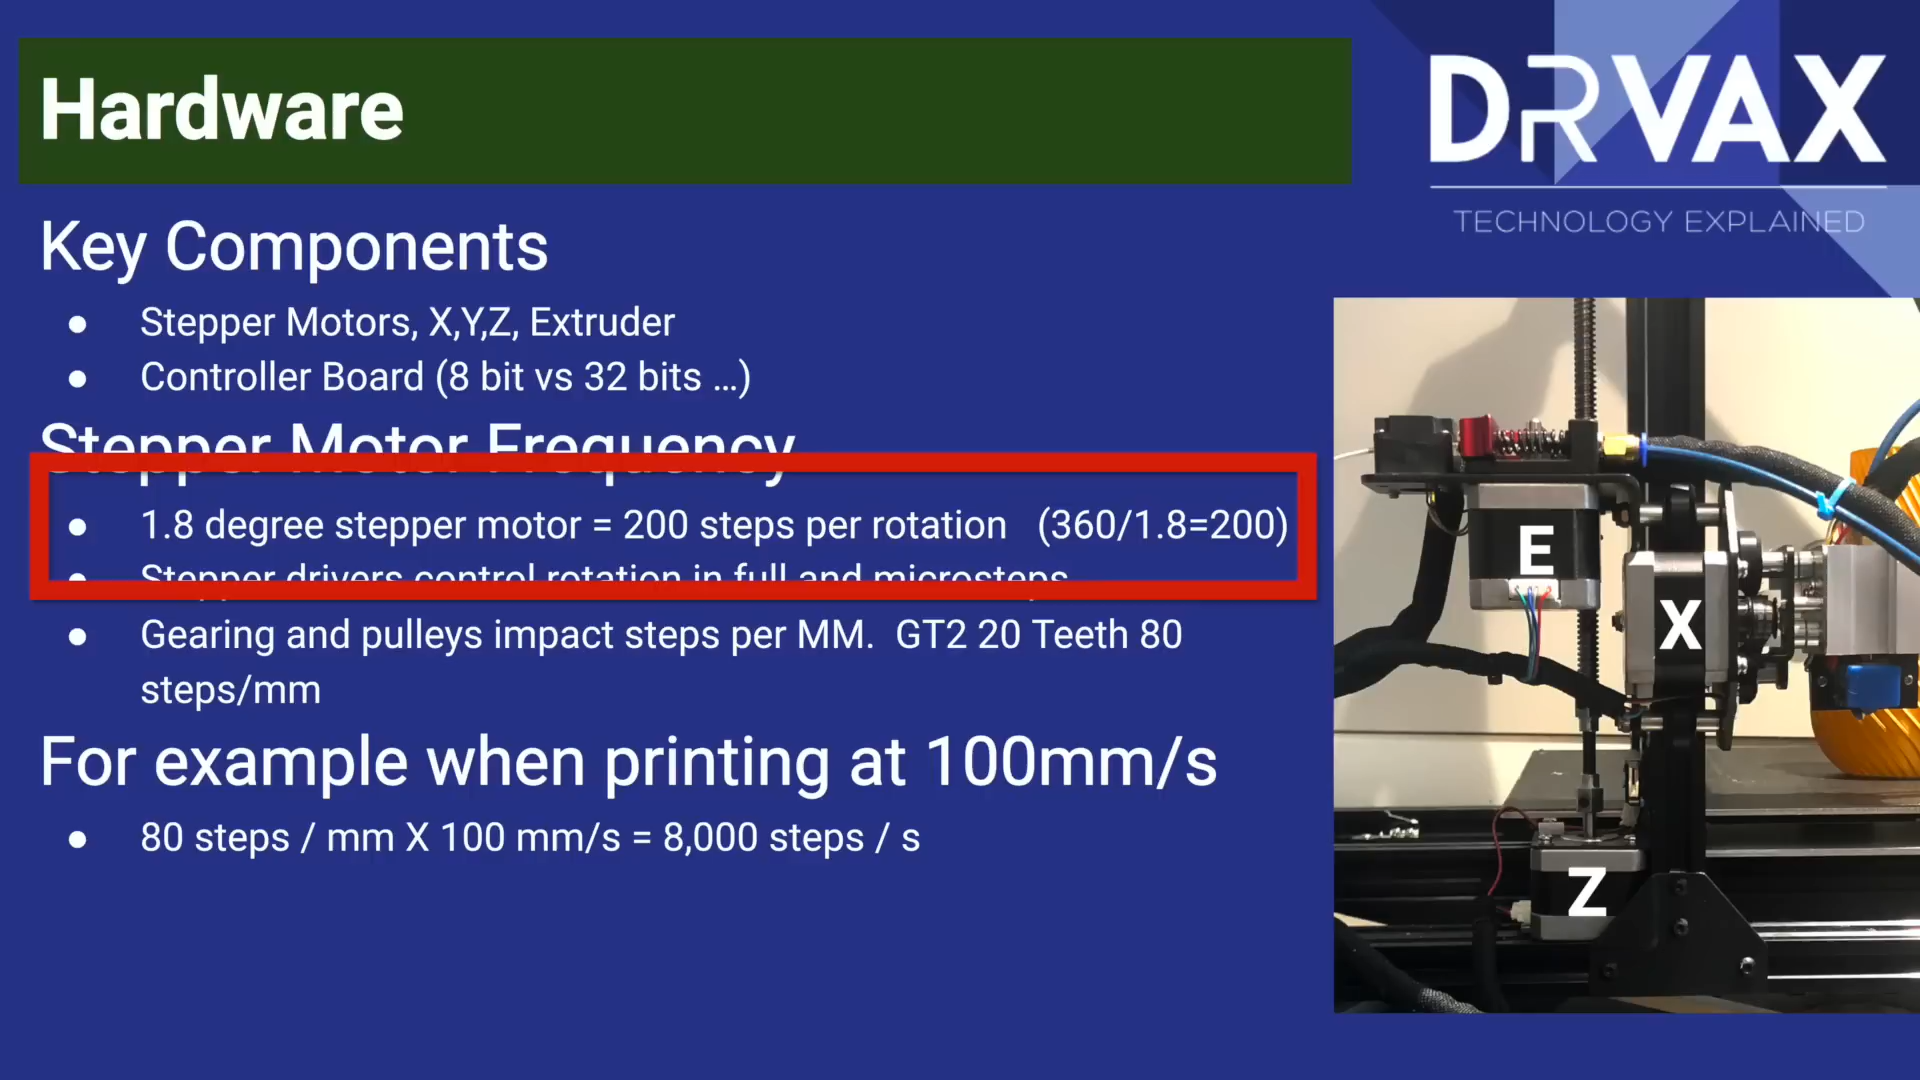 Hardware
DRVAX
TECHNOLOGY EXPLAINED
Key Components
● Stepper Motors, X,Y,Z, Extruder
● Controller Board (8 bit vs 32 bits ...)
Stepper Motor Frequency
● 1.8 degree stepper motor = 200 steps per rotation (360/1.8=200)
● Stepper drivers control rotation in full and microsteps
● Gearing and pulleys impact steps per MM. GT2 20 Teeth 80
steps/mm
For example when printing at 100mm/s
● 80 steps / mm X 100 mm/s = 8,000 steps / s
E
X
Z